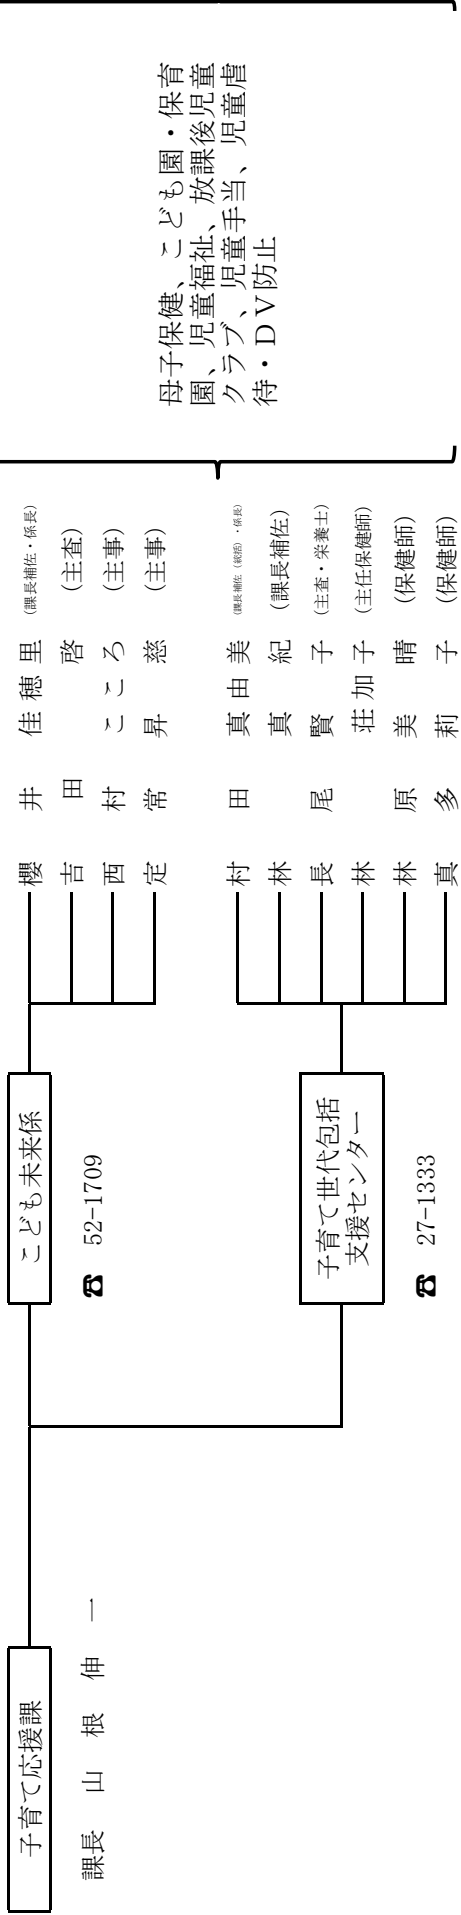 子育て応援課
課長 山 根 伸 一
こども未来係
☎ 52-1709
櫻 井 佳穂里 (課長補佐・係長)
吉 田 啓 (主査)
西 村 こころ (主事)
定 常 昇 慈 (主事)
子育て世代包括
支援センター
☎ 27-1333
村 田 真由美 (課長補佐(統括)・係長)
林 真 紀 (課長補佐)
長 尾 賢 子 (主査・栄養士)
林 荘加子 (主任保健師)
林 原 美 晴 (保健師)
真 多 莉 子 (保健師)
母子保健、こども園・保育
園、児童福祉、放課後児童
クラブ、児童手当、児童虐
待・DV防止